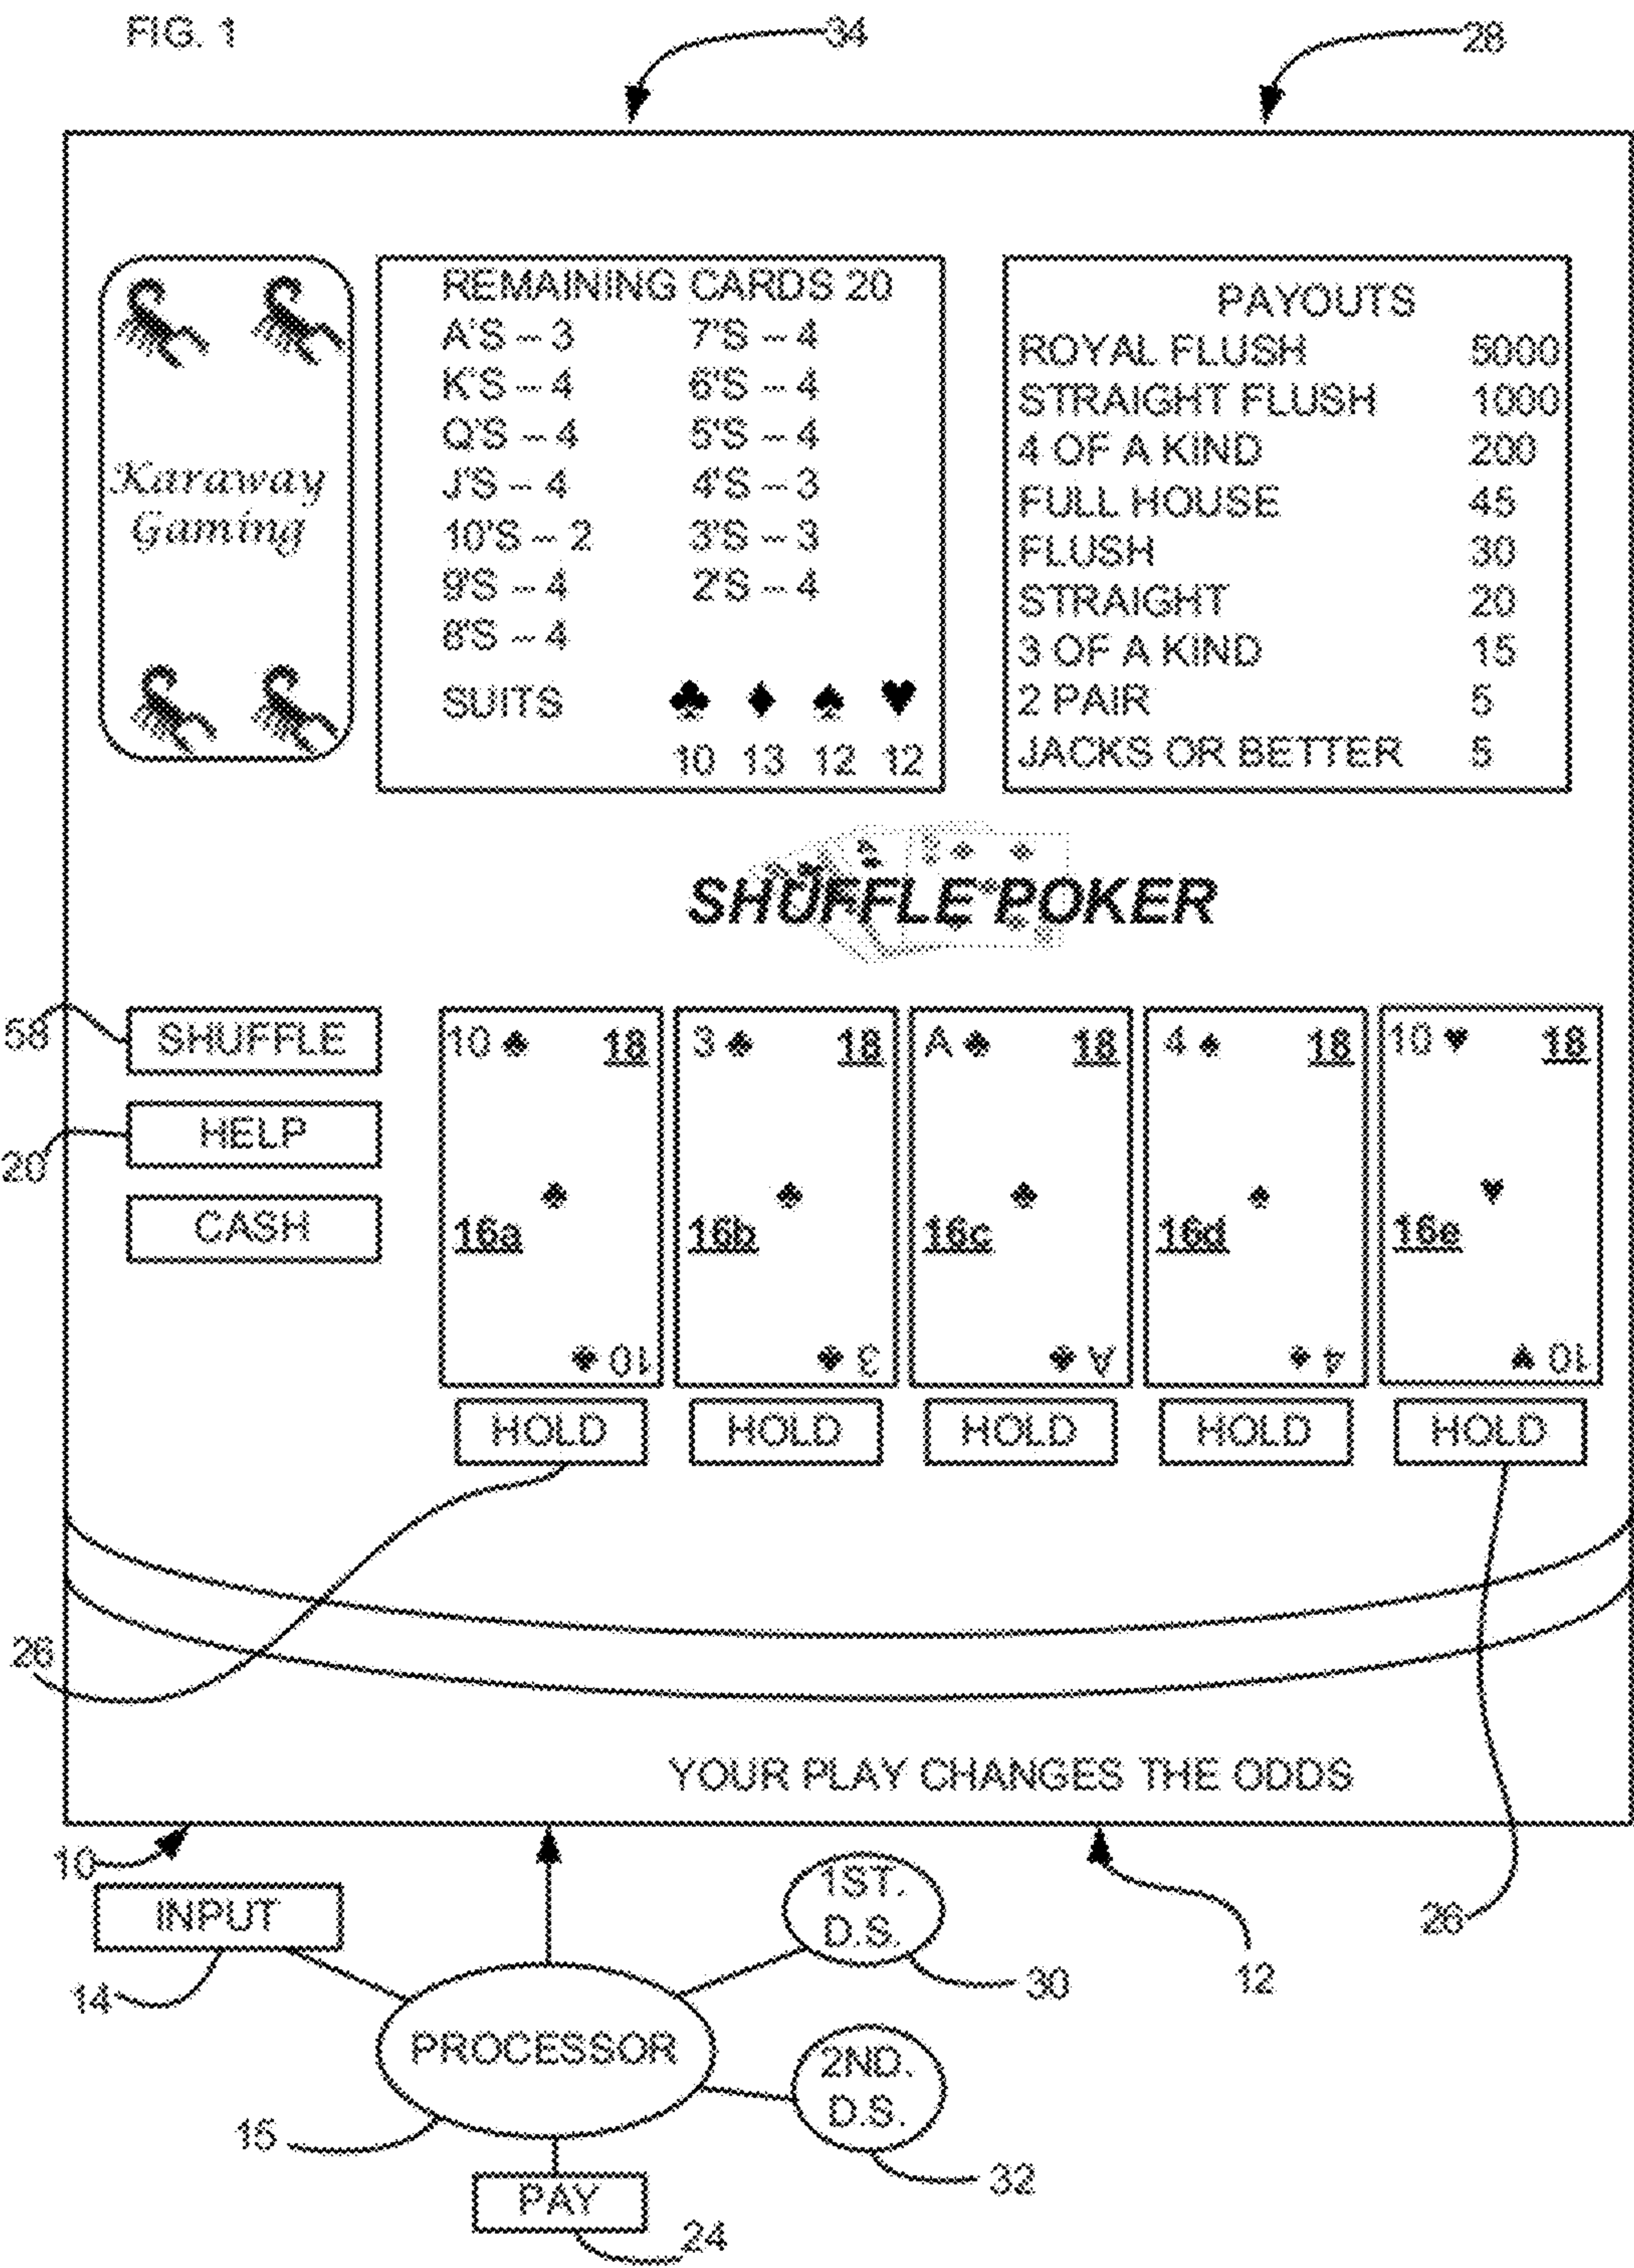 FIG. 1
34
28
REMAINING CARDS 20
A'S – 3 7'S – 4
K'S – 4 6'S – 4
Q'S – 4 5'S – 4
J'S – 4 4'S – 3
10'S – 2 3'S – 3
9'S – 4 2'S – 4
8'S – 4
SUITS ♣ ♦ ♠ ♥
10 13 12 12
Karaway
Gaming
PAYOUTS
ROYAL FLUSH 5000
STRAIGHT FLUSH 1000
4 OF A KIND 200
FULL HOUSE 45
FLUSH 30
STRAIGHT 20
3 OF A KIND 15
2 PAIR 5
JACKS OR BETTER 5
SHUFFLE POKER
58
SHUFFLE
20
HELP
CASH
10 ♣ 18
16a
♣ 10
HOLD
3 ♣ 18
16b
♣ 3
HOLD
A ♣ 18
16c
♣ A
HOLD
4 ♠ 18
16d
♠ 4
HOLD
10 ♥ 18
16e
♥ 10
HOLD
26
YOUR PLAY CHANGES THE ODDS
10
INPUT
14
1ST.
D.S.
30
12
26
PROCESSOR
15
2ND.
D.S.
32
PAY
24